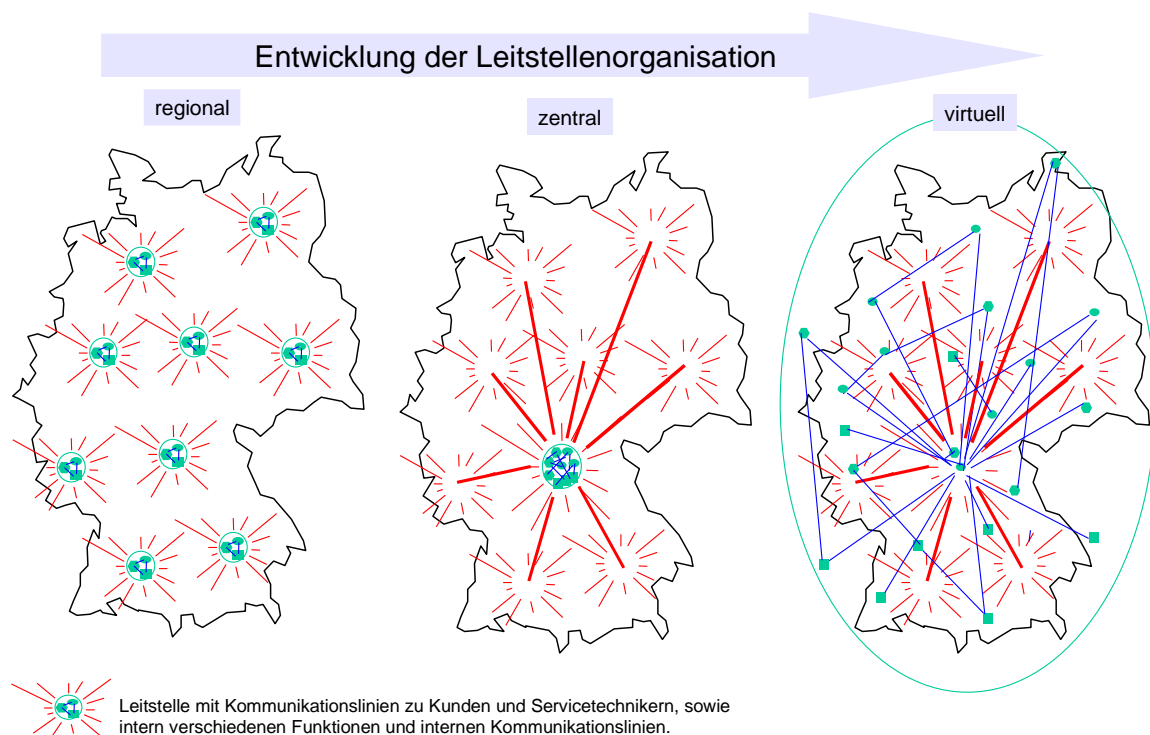 Entwicklung der Leitstellenorganisation
regional
zentral
virtuell
Leitstelle mit Kommunikationslinien zu Kunden und Servicetechnikern, sowie
intern verschiedenen Funktionen und internen Kommunikationslinien.